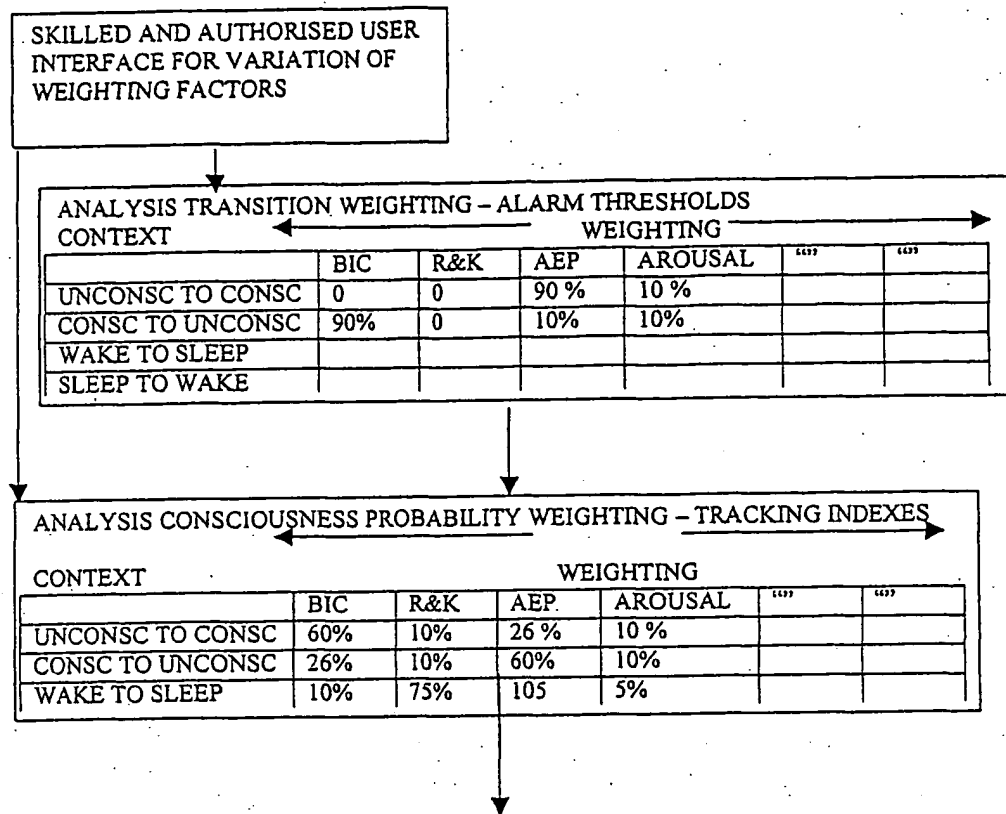 SKILLED AND AUTHORISED USER
INTERFACE FOR VARIATION OF
WEIGHTING FACTORS
ANALYSIS TRANSITION WEIGHTING – ALARM THRESHOLDS
CONTEXT WEIGHTING
BIC R&K AEP AROUSAL “” “”
UNCONSC TO CONSC 0 0 90 % 10 %
CONSC TO UNCONSC 90% 0 10% 10%
WAKE TO SLEEP
SLEEP TO WAKE
ANALYSIS CONSCIOUSNESS PROBABILITY WEIGHTING – TRACKING INDEXES
CONTEXT WEIGHTING
BIC R&K AEP. AROUSAL “” “”
UNCONSC TO CONSC 60% 10% 26 % 10 %
CONSC TO UNCONSC 26% 10% 60% 10%
WAKE TO SLEEP 10% 75% 105 5%